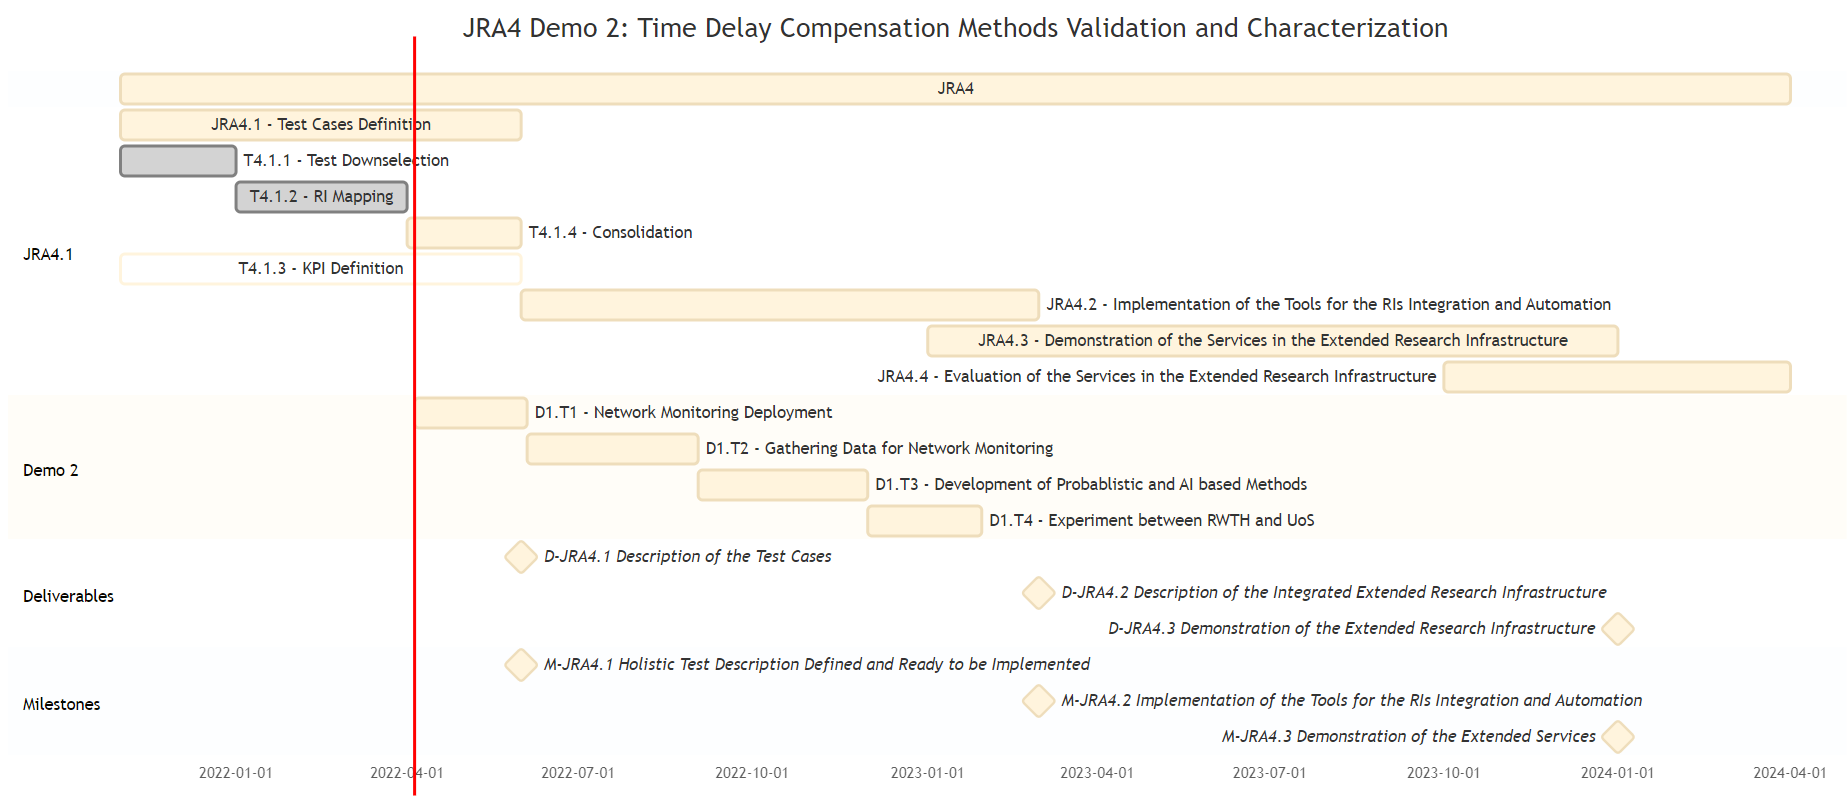 JRA4 Demo 2: Time Delay Compensation Methods Validation and Characterization
JRA4
JRA4.1 - Test Cases Definition
T4.1.1 - Test Downselection
T4.1.2 - RI Mapping
T4.1.4 - Consolidation
JRA4.1
T4.1.3 - KPI Definition
JRA4.2 - Implementation of the Tools for the RIs Integration and Automation
JRA4.3 - Demonstration of the Services in the Extended Research Infrastructure
JRA4.4 - Evaluation of the Services in the Extended Research Infrastructure
D1.T1 - Network Monitoring Deployment
D1.T2 - Gathering Data for Network Monitoring
Demo 2
D1.T3 - Development of Probablistic and AI based Methods
D1.T4 - Experiment between RWTH and UoS
D-JRA4.1 Description of the Test Cases
Deliverables
D-JRA4.2 Description of the Integrated Extended Research Infrastructure
D-JRA4.3 Demonstration of the Extended Research Infrastructure
M-JRA4.1 Holistic Test Description Defined and Ready to be Implemented
Milestones
M-JRA4.2 Implementation of the Tools for the RIs Integration and Automation
M-JRA4.3 Demonstration of the Extended Services
2022-01-01 2022-04-01 2022-07-01 2022-10-01 2023-01-01 2023-04-01 2023-07-01 2023-10-01 2024-01-01 2024-04-01